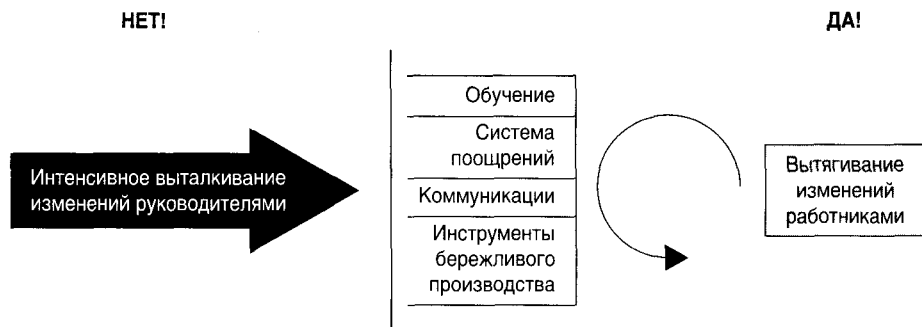 НЕТ!
ДА!
Интенсивное выталкивание
изменений руководителями
Обучение
Система
поощрений
Коммуникации
Инструменты
бережливого
производства
Вытягивание
изменений
работниками